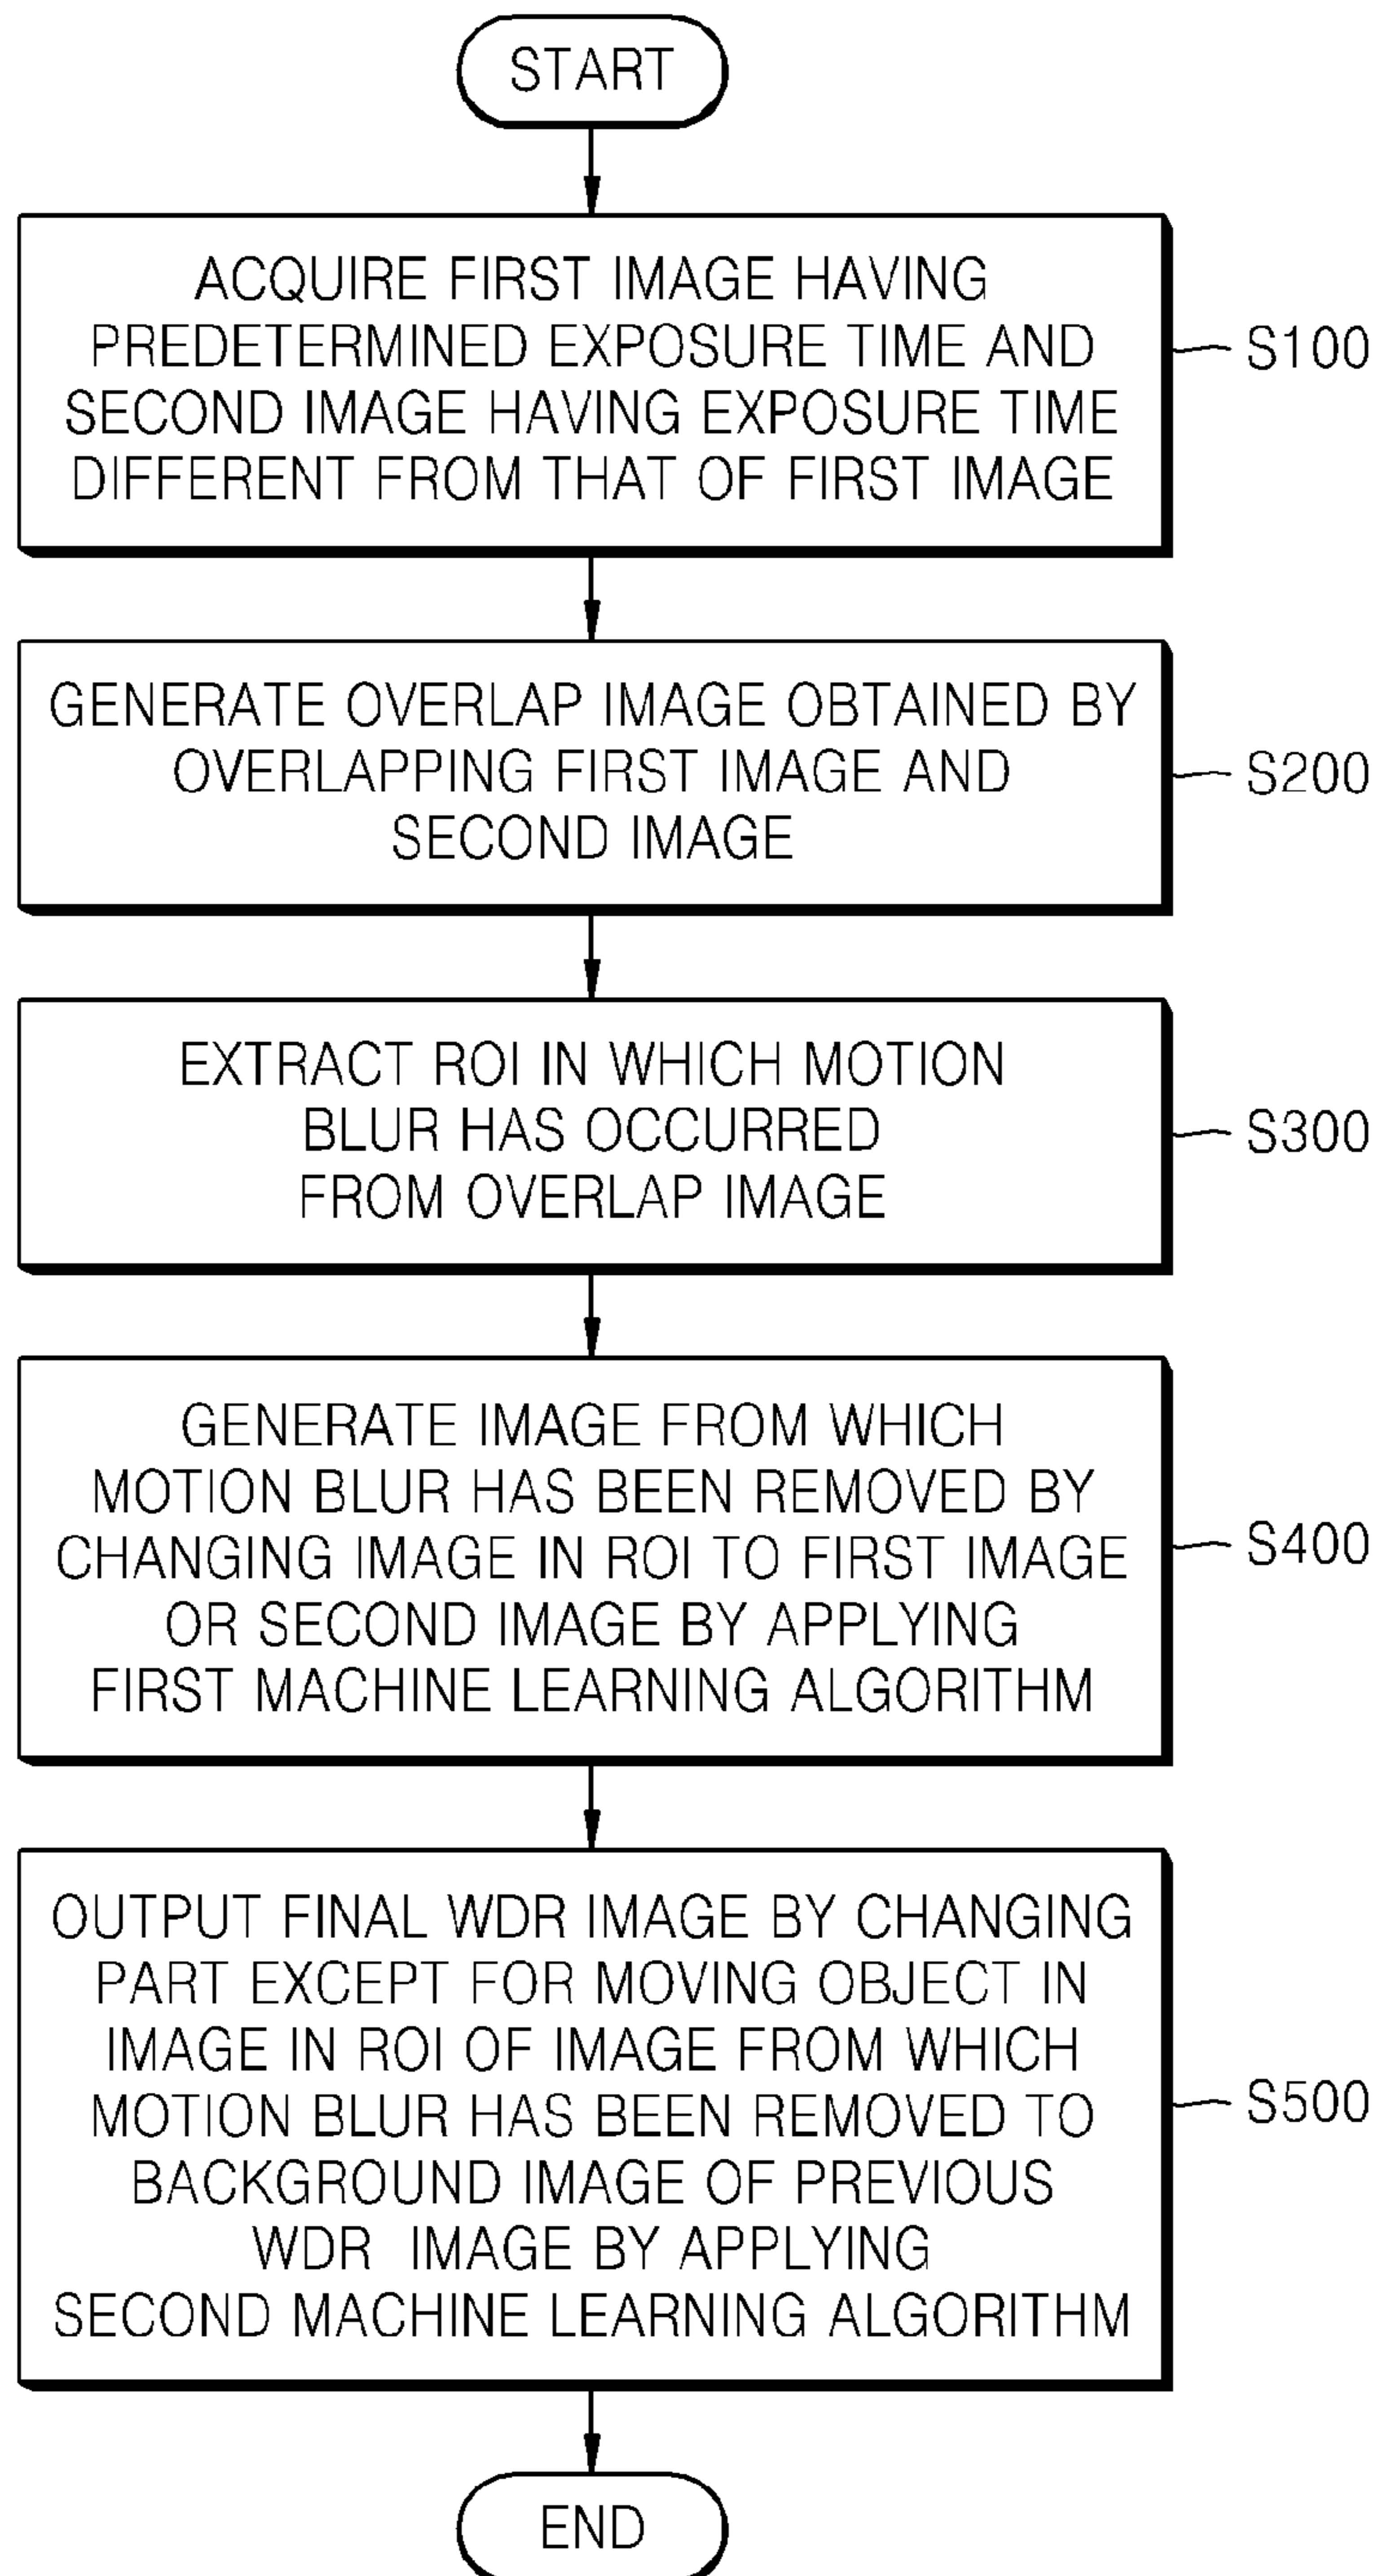 START
ACQUIRE FIRST IMAGE HAVING
PREDETERMINED EXPOSURE TIME AND
SECOND IMAGE HAVING EXPOSURE TIME
DIFFERENT FROM THAT OF FIRST IMAGE
S100
GENERATE OVERLAP IMAGE OBTAINED BY
OVERLAPPING FIRST IMAGE AND
SECOND IMAGE
S200
EXTRACT ROI IN WHICH MOTION
BLUR HAS OCCURRED
FROM OVERLAP IMAGE
S300
GENERATE IMAGE FROM WHICH
MOTION BLUR HAS BEEN REMOVED BY
CHANGING IMAGE IN ROI TO FIRST IMAGE
OR SECOND IMAGE BY APPLYING
FIRST MACHINE LEARNING ALGORITHM
S400
OUTPUT FINAL WDR IMAGE BY CHANGING
PART EXCEPT FOR MOVING OBJECT IN
IMAGE IN ROI OF IMAGE FROM WHICH
MOTION BLUR HAS BEEN REMOVED TO
BACKGROUND IMAGE OF PREVIOUS
WDR IMAGE BY APPLYING
SECOND MACHINE LEARNING ALGORITHM
S500
END